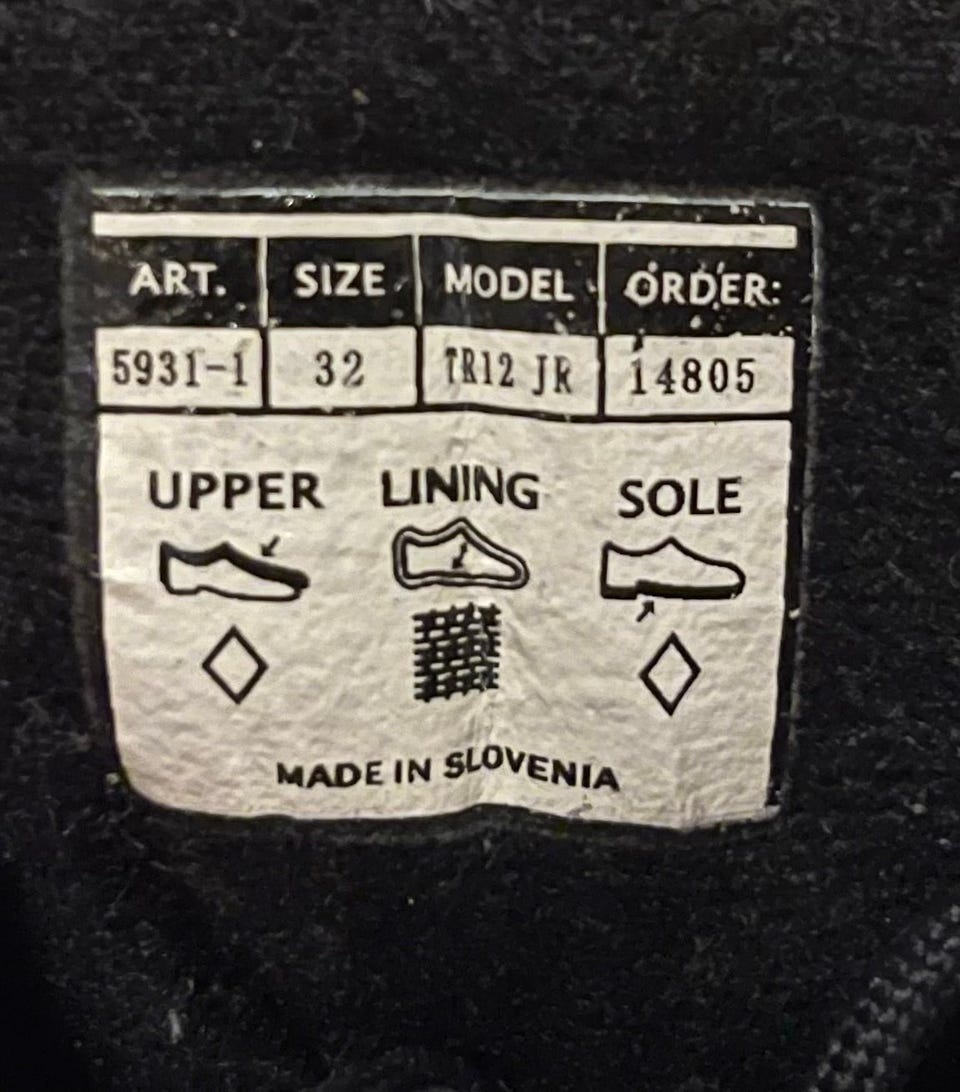 ART. SIZE MODEL ORDER:
5931-1 32 TR12 JR 14805
UPPER LINING SOLE
MADE IN SLOVENIA